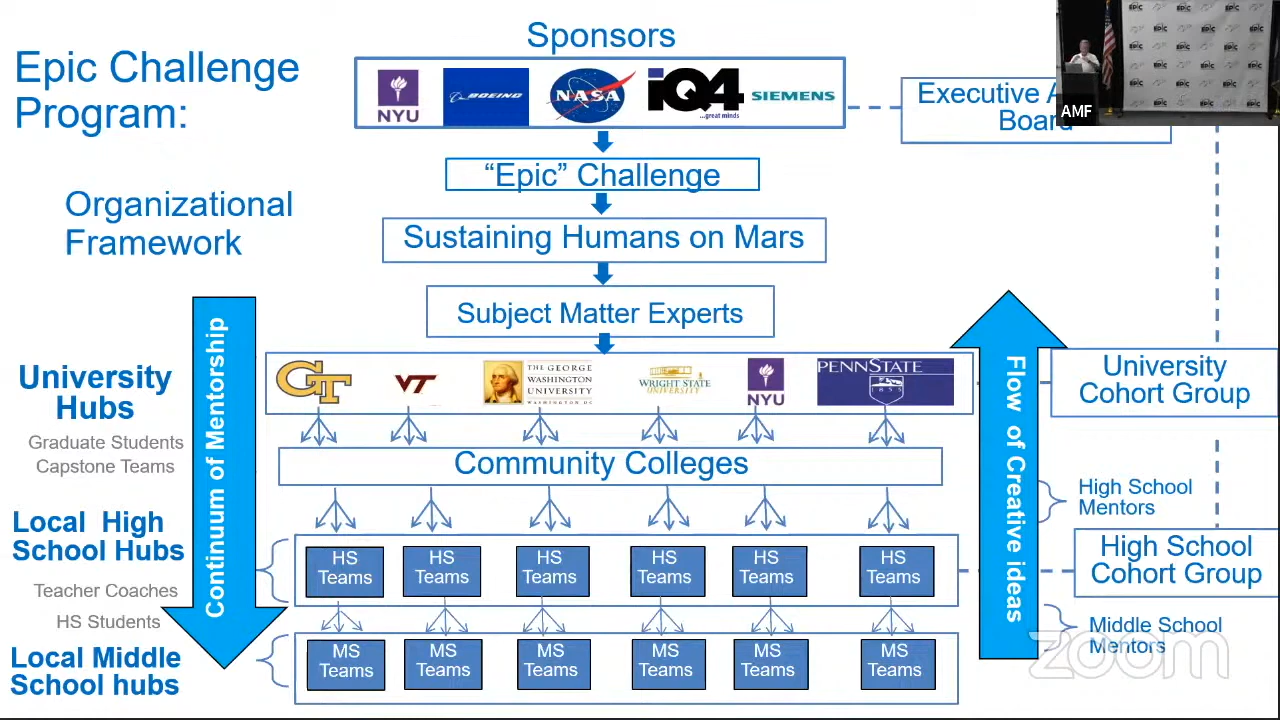 Sponsors
Epic Challenge
Program:
NYU
BOEING
NASA
iQ4
...great minds
SIEMENS
Executive A
Board
AMF
EPIC
"Epic" Challenge
Organizational
Framework
Sustaining Humans on Mars
Subject Matter Experts
Continuum of Mentorship
Flow of Creative ideas
University
Hubs
Graduate Students
Capstone Teams
GT
VT
THE GEORGE
WASHINGTON
UNIVERSITY
WASHINGTON DC
WRIGHT STATE
UNIVERSITY
NYU
PENNSTATE
1855
University
Cohort Group
Community Colleges
High School
Mentors
Local High
School Hubs
Teacher Coaches
HS Students
HS
Teams
HS
Teams
HS
Teams
HS
Teams
HS
Teams
HS
Teams
High School
Cohort Group
Middle School
Mentors
Local Middle
School hubs
MS
Teams
MS
Teams
MS
Teams
MS
Teams
MS
Teams
MS
Teams
zoom